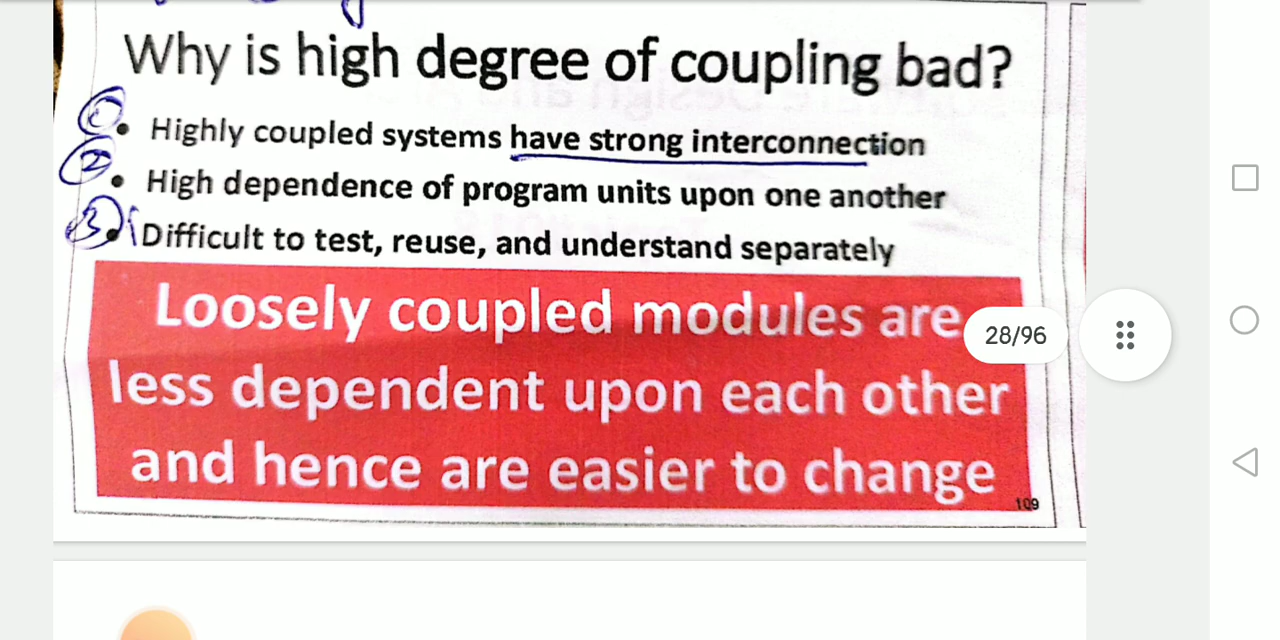 Why is high degree of coupling bad?
① • Highly coupled systems have strong interconnection
② • High dependence of program units upon one another
③ • Difficult to test, reuse, and understand separately
Loosely coupled modules are
less dependent upon each other
and hence are easier to change
28/96
109